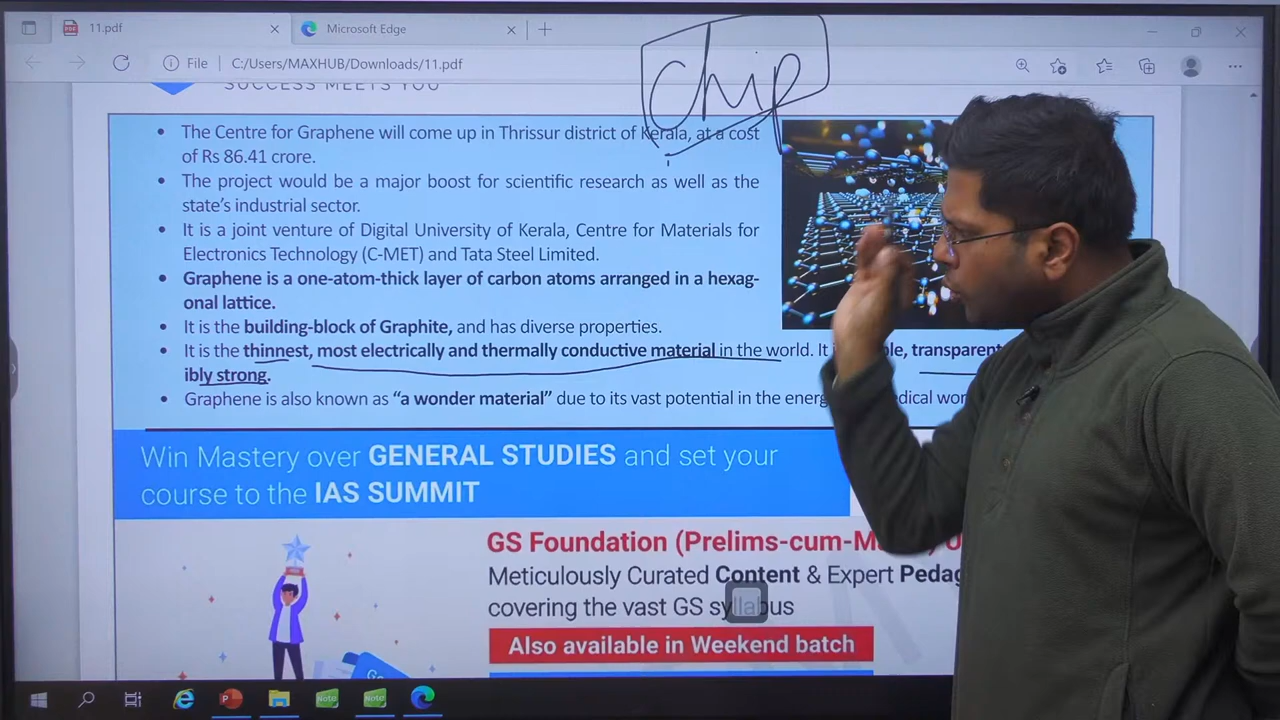 11.pdf
Microsoft Edge
File
C:/Users/MAXHUB/Downloads/11.pdf
chip
SUCCESS MEETS YOU
• The Centre for Graphene will come up in Thrissur district of Kerala, at a cost
of Rs 86.41 crore.
• The project would be a major boost for scientific research as well as the
state's industrial sector.
• It is a joint venture of Digital University of Kerala, Centre for Materials for
Electronics Technology (C-MET) and Tata Steel Limited.
• Graphene is a one-atom-thick layer of carbon atoms arranged in a hexag-
onal lattice.
• It is the building-block of Graphite, and has diverse properties.
• It is the thinnest, most electrically and thermally conductive material in the world. It transparent
ibly strong.
• Graphene is also known as “a wonder material” due to its vast potential in the
Win Mastery over GENERAL STUDIES and set your
course to the IAS SUMMIT
GS Foundation (Prelims-cum-
Meticulously Curated Content & Expert
covering the vast GS syllabus
Also available in Weekend batch
Note
Note